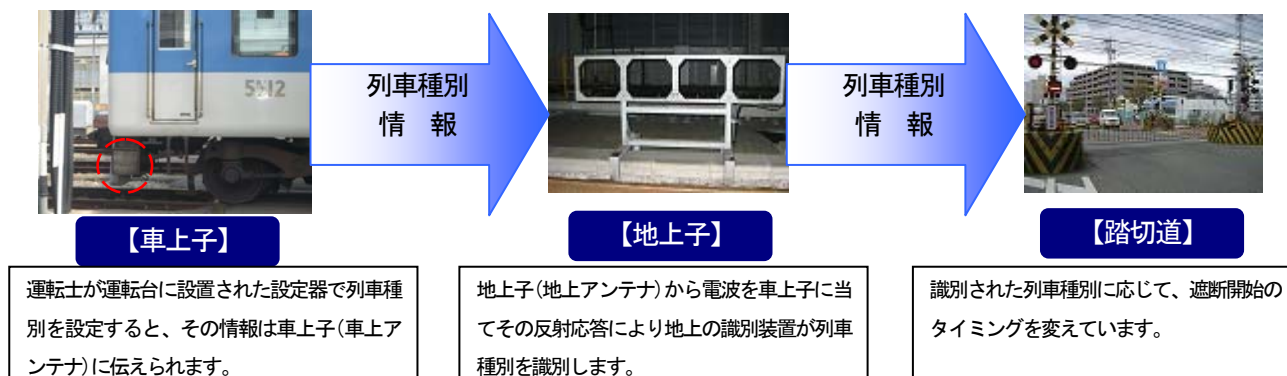 5112
列車種別
情 報
列車種別
情 報
【車上子】
【地上子】
【踏切道】
運転士が運転台に設置された設定器で列車種
別を設定すると、その情報は車上子(車上ア
ンテナ)に伝えられます。
地上子(地上アンテナ)から電波を車上子に当
てその反射応答により地上の識別装置が列車
種別を識別します。
識別された列車種別に応じて、遮断開始の
タイミングを変えています。